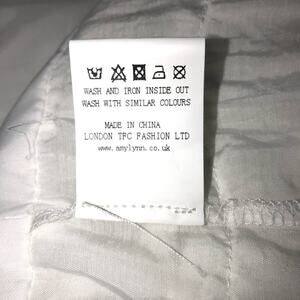 WASH AND IRON INSIDE OUT
WASH WITH SIMILAR COLOURS
MADE IN CHINA
LONDON TFC FASHION LTD
www.amylynn.co.uk